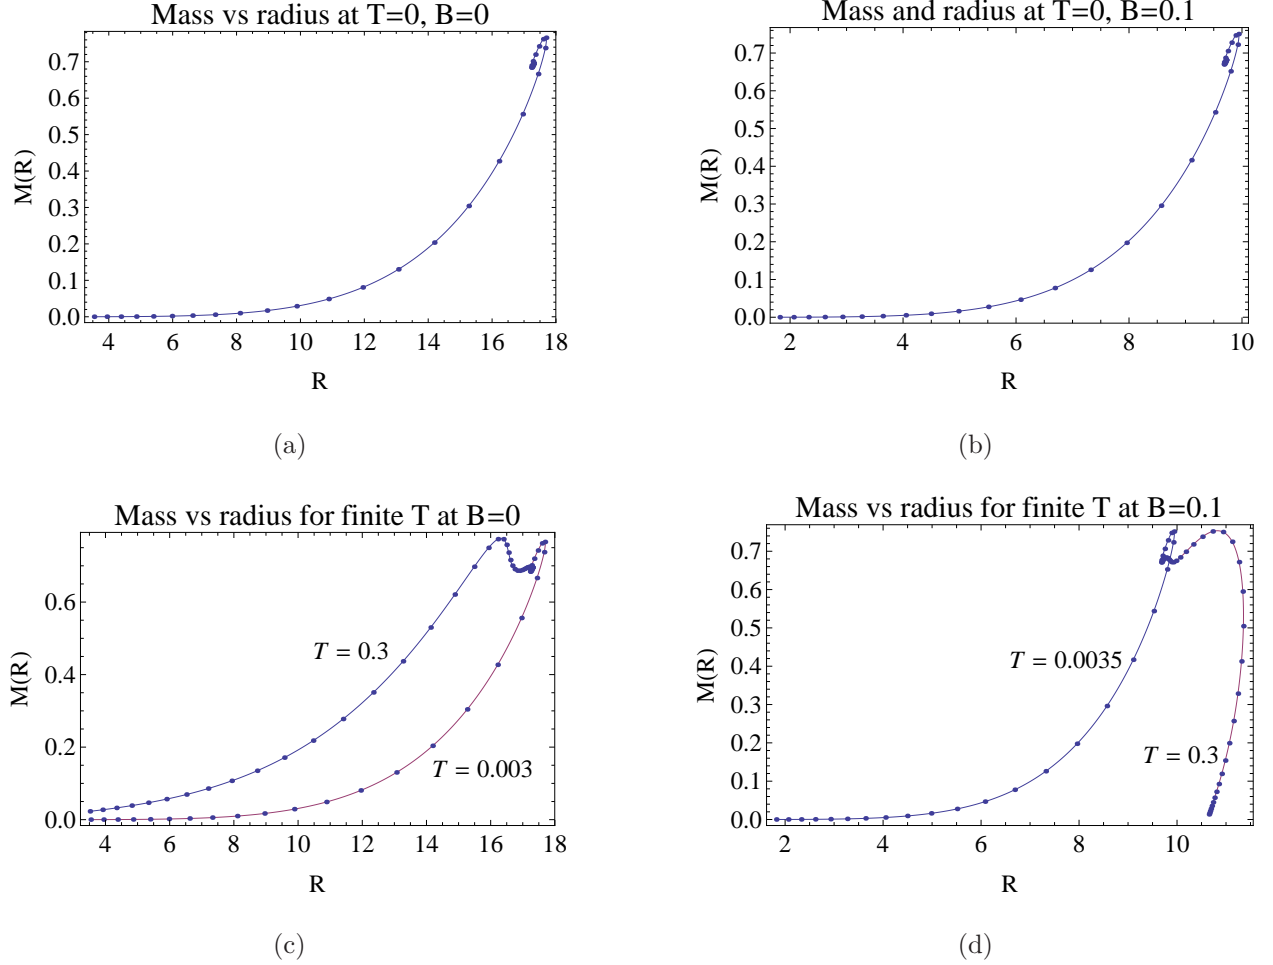 Mass vs radius at T=0, B=0
M(R)
0.7
0.6
0.5
0.4
0.3
0.2
0.1
0.0
4 6 8 10 12 14 16 18
R
(a)
Mass and radius at T=0, B=0.1
M(R)
0.7
0.6
0.5
0.4
0.3
0.2
0.1
0.0
2 4 6 8 10
R
(b)
Mass vs radius for finite T at B=0
M(R)
0.6
0.4
0.2
0.0
T = 0.3
T = 0.003
4 6 8 10 12 14 16 18
R
(c)
Mass vs radius for finite T at B=0.1
M(R)
0.7
0.6
0.5
0.4
0.3
0.2
0.1
0.0
T = 0.0035
T = 0.3
2 4 6 8 10
R
(d)